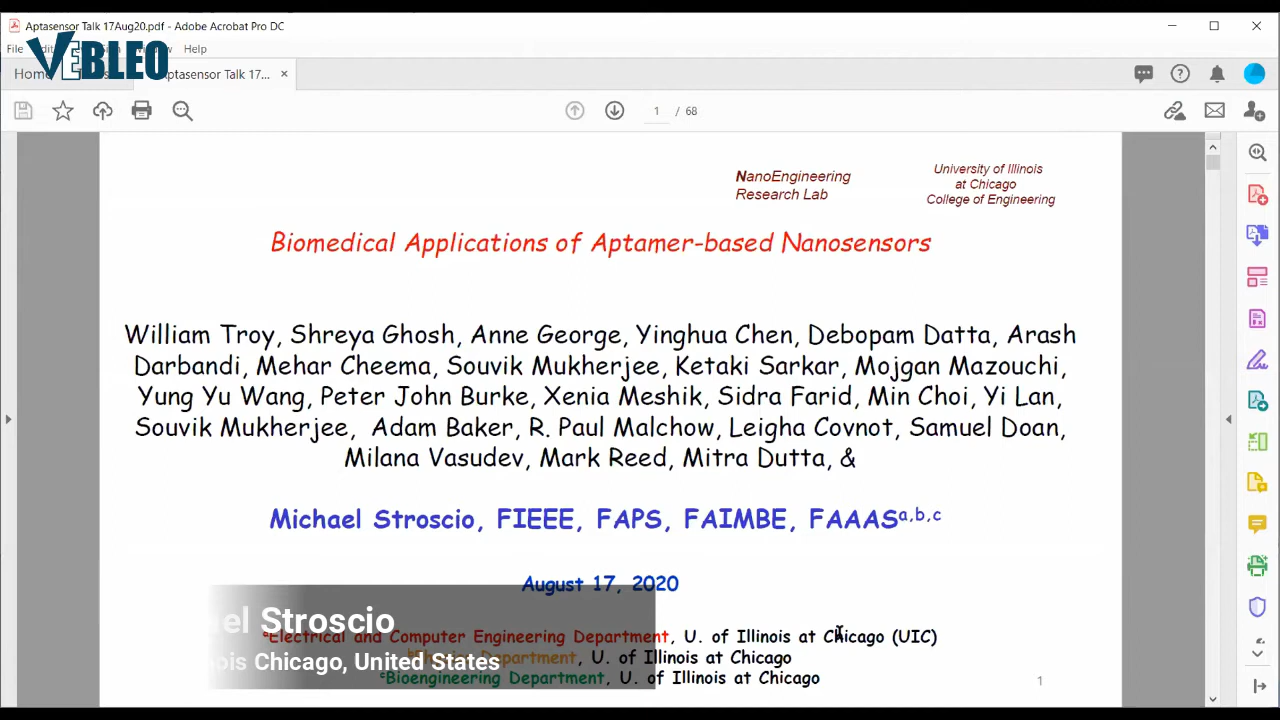 Aptasensor Talk 17Aug20.pdf - Adobe Acrobat Pro DC
File Help
VEBLEO
Home
Aptasensor Talk 17... ×
1 / 68
NanoEngineering
Research Lab
University of Illinois
at Chicago
College of Engineering
Biomedical Applications of Aptamer-based Nanosensors
William Troy, Shreya Ghosh, Anne George, Yinghua Chen, Debopam Datta, Arash
Darbandi, Mehar Cheema, Souvik Mukherjee, Ketaki Sarkar, Mojgan Mazouchi,
Yung Yu Wang, Peter John Burke, Xenia Meshik, Sidra Farid, Min Choi, Yi Lan,
Souvik Mukherjee, Adam Baker, R. Paul Malchow, Leigha Covnot, Samuel Doan,
Milana Vasudev, Mark Reed, Mitra Dutta, &
Michael Stroscio, FIEEE, FAPS, FAIMBE, FAAASa,b,c
August 17, 2020
el Stroscio
ois Chicago, United States
aElectrical and Computer Engineering Department, U. of Illinois at Chicago (UIC)
Department, U. of Illinois at Chicago
cBioengineering Department, U. of Illinois at Chicago
1